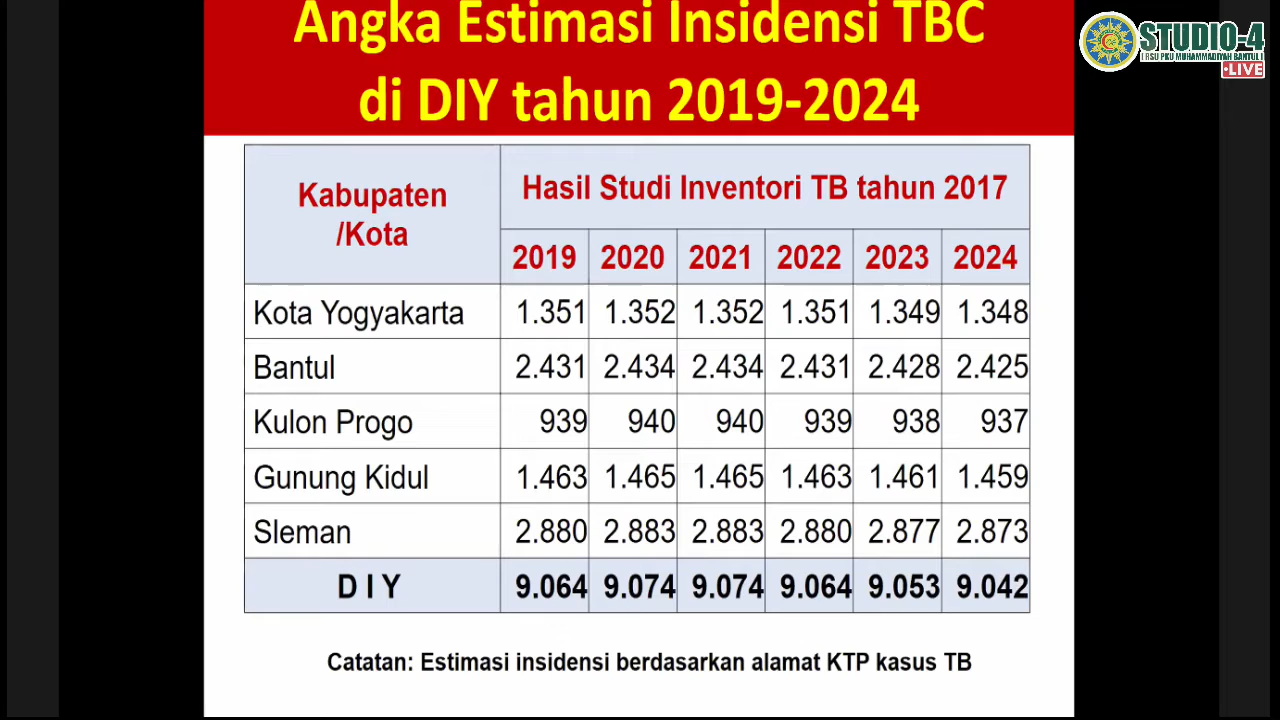 Angka Estimasi Insidensi TBC
di DIY tahun 2019-2024
STUDIO-4
| RSU PKU MUHAMMADIYAH BANTUL |
•LIVE
Kabupaten
/Kota
Hasil Studi Inventori TB tahun 2017
2019 2020 2021 2022 2023 2024
Kota Yogyakarta 1.351 1.352 1.352 1.351 1.349 1.348
Bantul 2.431 2.434 2.434 2.431 2.428 2.425
Kulon Progo 939 940 940 939 938 937
Gunung Kidul 1.463 1.465 1.465 1.463 1.461 1.459
Sleman 2.880 2.883 2.883 2.880 2.877 2.873
D I Y 9.064 9.074 9.074 9.064 9.053 9.042
Catatan: Estimasi insidensi berdasarkan alamat KTP kasus TB